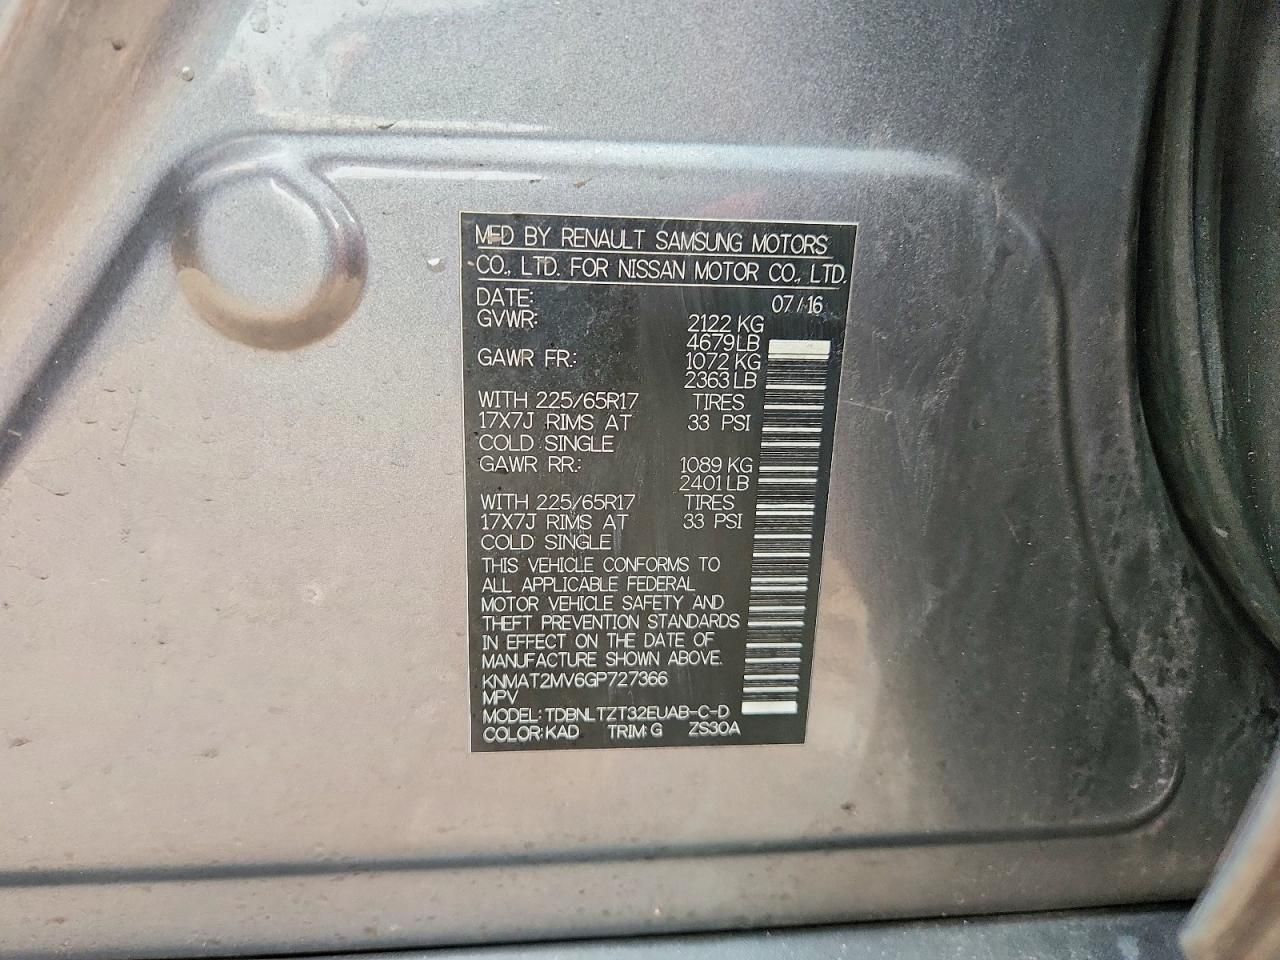 MFD BY RENAULT SAMSUNG MOTORS
CO., LTD. FOR NISSAN MOTOR CO., LTD.
DATE: 07/16
GVWR: 2122 KG
4679 LB
GAWR FR.: 1072 KG
2363 LB
WITH 225/65R17 TIRES
17X7J RIMS AT 33 PSI
COLD SINGLE
GAWR RR.: 1089 KG
2401 LB
WITH 225/65R17 TIRES
17X7J RIMS AT 33 PSI
COLD SINGLE
THIS VEHICLE CONFORMS TO
ALL APPLICABLE FEDERAL
MOTOR VEHICLE SAFETY AND
THEFT PREVENTION STANDARDS
IN EFFECT ON THE DATE OF
MANUFACTURE SHOWN ABOVE.
KNMAT2MV6GP727366
MPV
MODEL: TDBNLTZT32EUAB-C-D
COLOR: KAD TRIM: G ZS30A